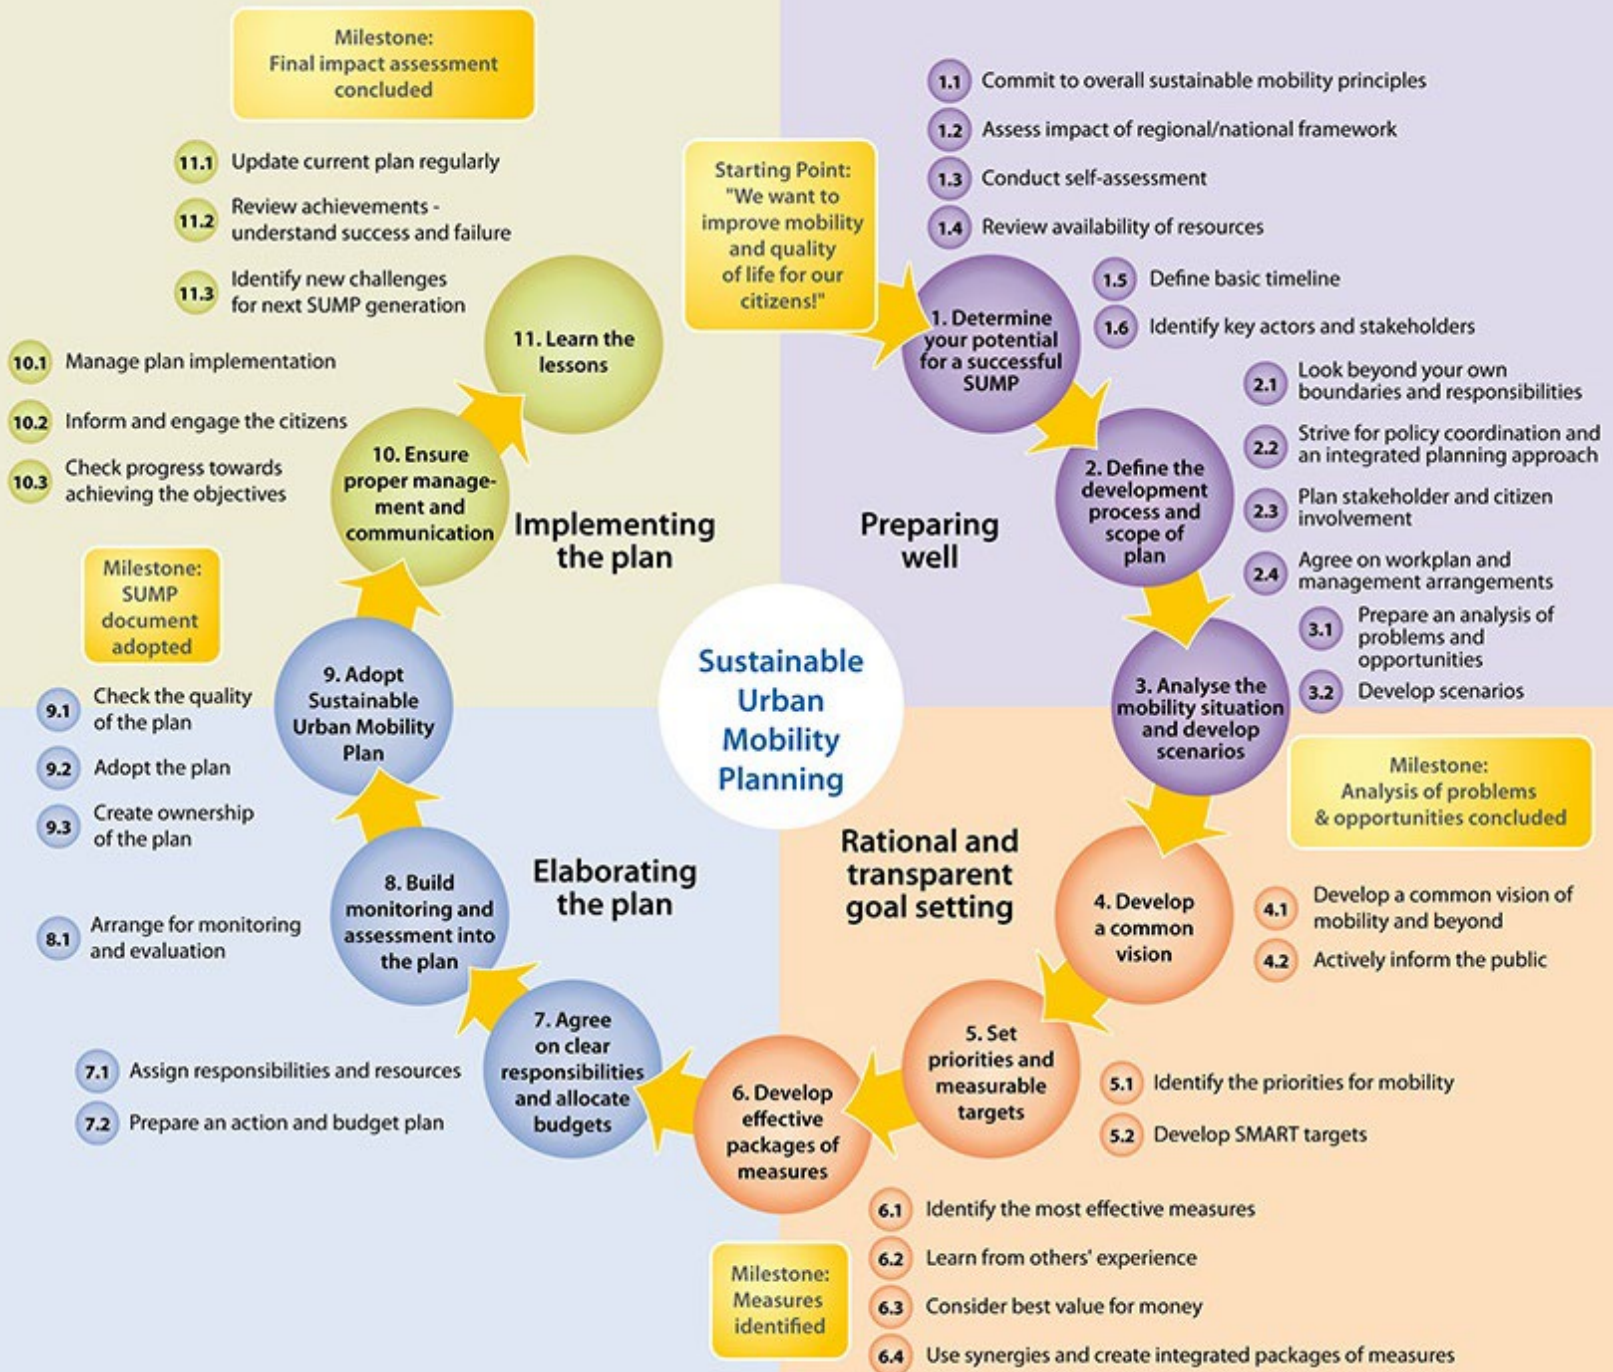 Milestone:
Final impact assessment
concluded
11.1 Update current plan regularly
11.2 Review achievements -
understand success and failure
11.3 Identify new challenges
for next SUMP generation
11. Learn the
lessons
10.1 Manage plan implementation
10.2 Inform and engage the citizens
10.3 Check progress towards
achieving the objectives
10. Ensure
proper manage-
ment and
communication
Implementing
the plan
Starting Point:
"We want to
improve mobility
and quality
of life for our
citizens!"
1.1 Commit to overall sustainable mobility principles
1.2 Assess impact of regional/national framework
1.3 Conduct self-assessment
1.4 Review availability of resources
1.5 Define basic timeline
1.6 Identify key actors and stakeholders
1. Determine
your potential
for a successful
SUMP
2.1 Look beyond your own
boundaries and responsibilities
2.2 Strive for policy coordination and
an integrated planning approach
2.3 Plan stakeholder and citizen
involvement
2.4 Agree on workplan and
management arrangements
2. Define the
development
process and
scope of
plan
Preparing
well
3.1 Prepare an analysis of
problems and
opportunities
3.2 Develop scenarios
3. Analyse the
mobility situation
and develop
scenarios
Milestone:
Analysis of problems
& opportunities concluded
Sustainable
Urban
Mobility
Planning
Rational and
transparent
goal setting
4. Develop
a common
vision
4.1 Develop a common vision of
mobility and beyond
4.2 Actively inform the public
5. Set
priorities and
measurable
targets
5.1 Identify the priorities for mobility
5.2 Develop SMART targets
6. Develop
effective
packages of
measures
6.1 Identify the most effective measures
6.2 Learn from others' experience
6.3 Consider best value for money
6.4 Use synergies and create integrated packages of measures
Milestone:
Measures
identified
Elaborating
the plan
7. Agree
on clear
responsibilities
and allocate
budgets
7.1 Assign responsibilities and resources
7.2 Prepare an action and budget plan
8. Build
monitoring and
assessment into
the plan
8.1 Arrange for monitoring
and evaluation
9. Adopt
Sustainable
Urban Mobility
Plan
9.1 Check the quality
of the plan
9.2 Adopt the plan
9.3 Create ownership
of the plan
Milestone:
SUMP
document
adopted